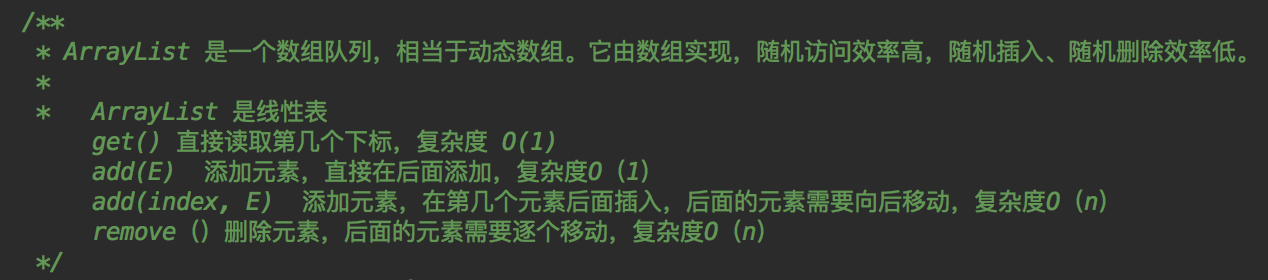 /**
* ArrayList 是一个数组队列，相当于动态数组。它由数组实现，随机访问效率高，随机插入、随机删除效率低。
*
* ArrayList 是线性表
get() 直接读取第几个下标，复杂度 O(1)
add(E) 添加元素，直接在后面添加，复杂度O（1）
add(index, E) 添加元素，在第几个元素后面插入，后面的元素需要向后移动，复杂度O（n）
remove（）删除元素，后面的元素需要逐个移动，复杂度O（n）
*/